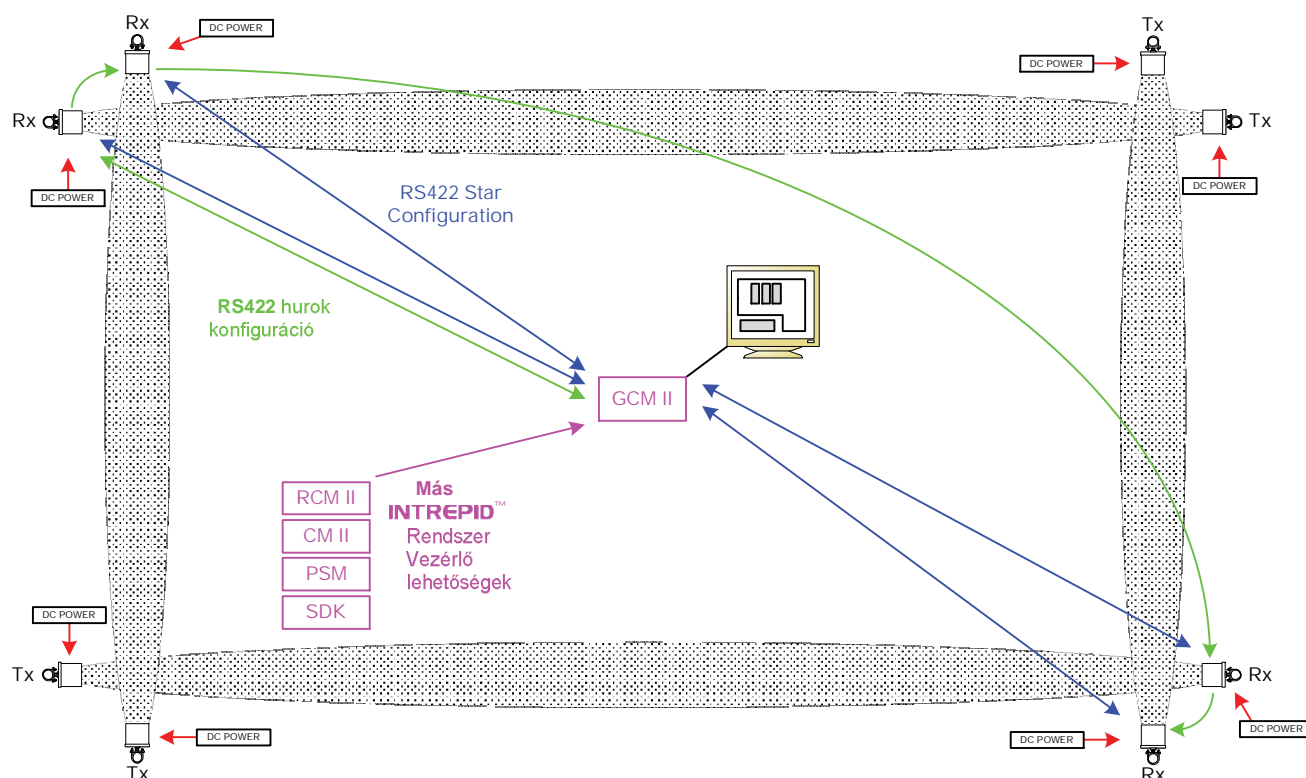 Rx
DC POWER
Tx
DC POWER
Rx
Tx
DC POWER
DC POWER
RS422 Star
Configuration
RS422 hurok
konfiguráció
GCM II
RCM II
CM II
PSM
SDK
Más
INTREPID™
Rendszer
Vezérlő
lehetőségek
DC POWER
Tx
Rx
DC POWER
DC POWER
DC POWER
Tx
Rx